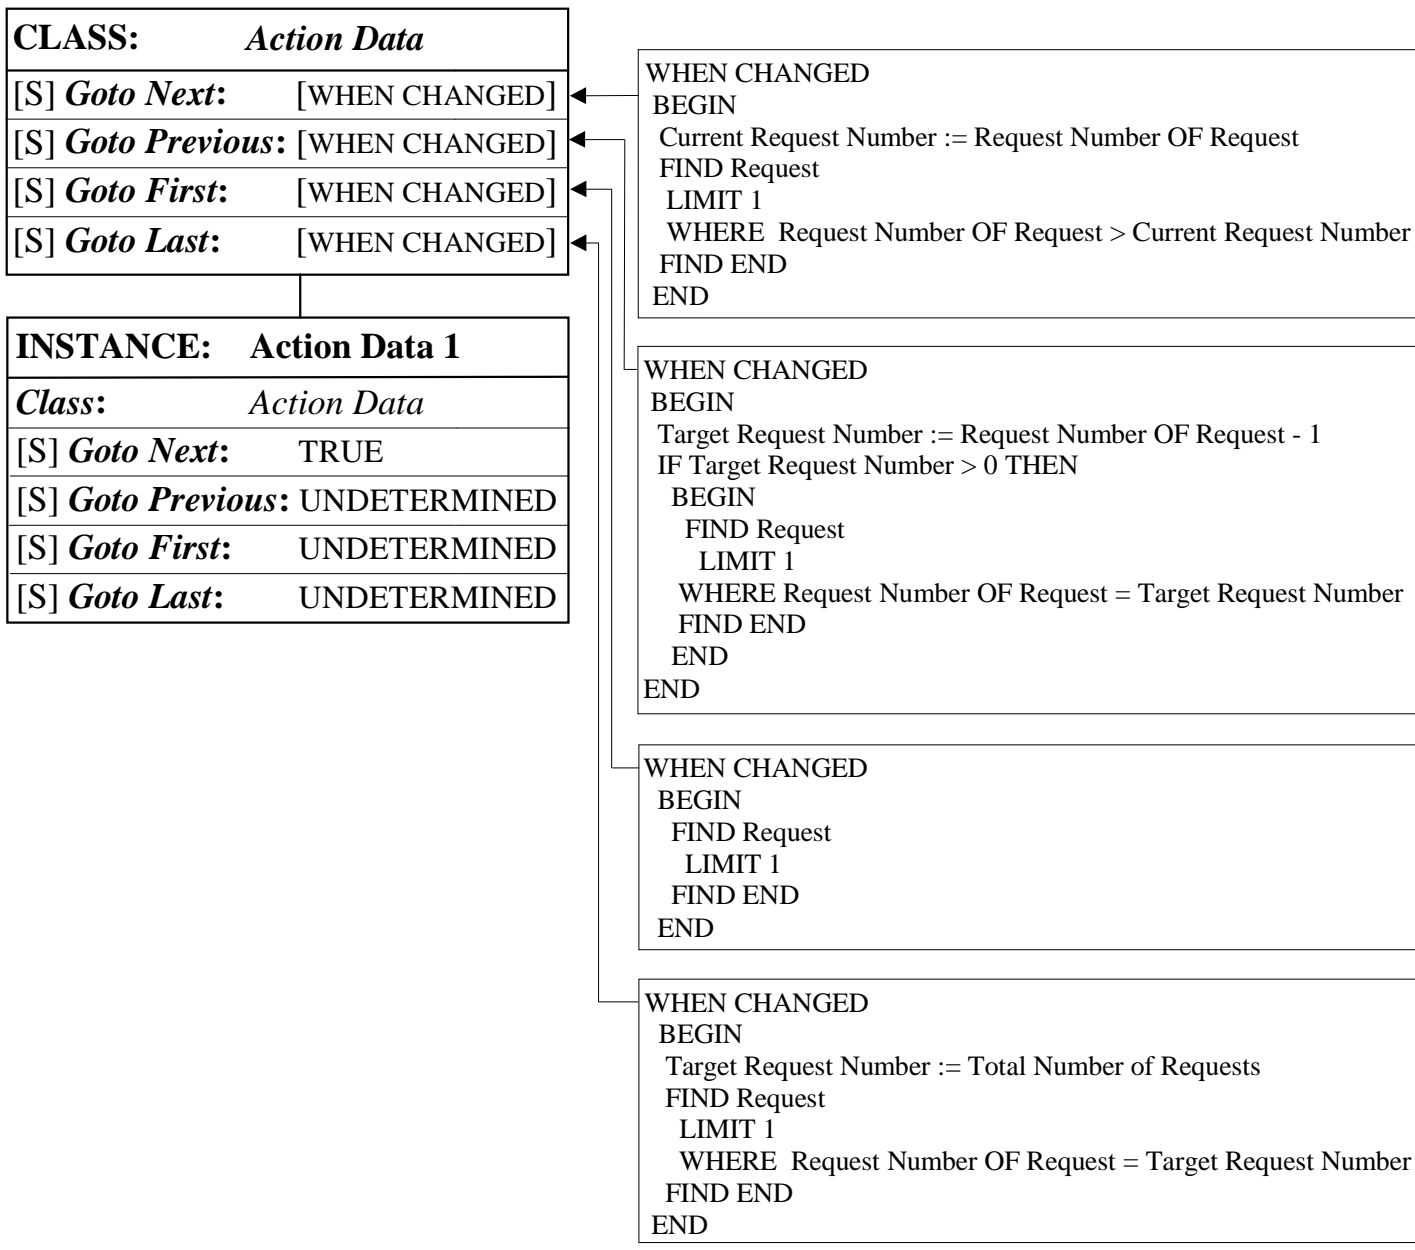 CLASS: Action Data
[S] Goto Next: [WHEN CHANGED]
[S] Goto Previous: [WHEN CHANGED]
[S] Goto First: [WHEN CHANGED]
[S] Goto Last: [WHEN CHANGED]
INSTANCE: Action Data 1
Class: Action Data
[S] Goto Next: TRUE
[S] Goto Previous: UNDETERMINED
[S] Goto First: UNDETERMINED
[S] Goto Last: UNDETERMINED
WHEN CHANGED
BEGIN
Current Request Number := Request Number OF Request
FIND Request
LIMIT 1
WHERE Request Number OF Request > Current Request Number
FIND END
END
WHEN CHANGED
BEGIN
Target Request Number := Request Number OF Request - 1
IF Target Request Number > 0 THEN
BEGIN
FIND Request
LIMIT 1
WHERE Request Number OF Request = Target Request Number
FIND END
END
END
WHEN CHANGED
BEGIN
FIND Request
LIMIT 1
FIND END
END
WHEN CHANGED
BEGIN
Target Request Number := Total Number of Requests
FIND Request
LIMIT 1
WHERE Request Number OF Request = Target Request Number
FIND END
END